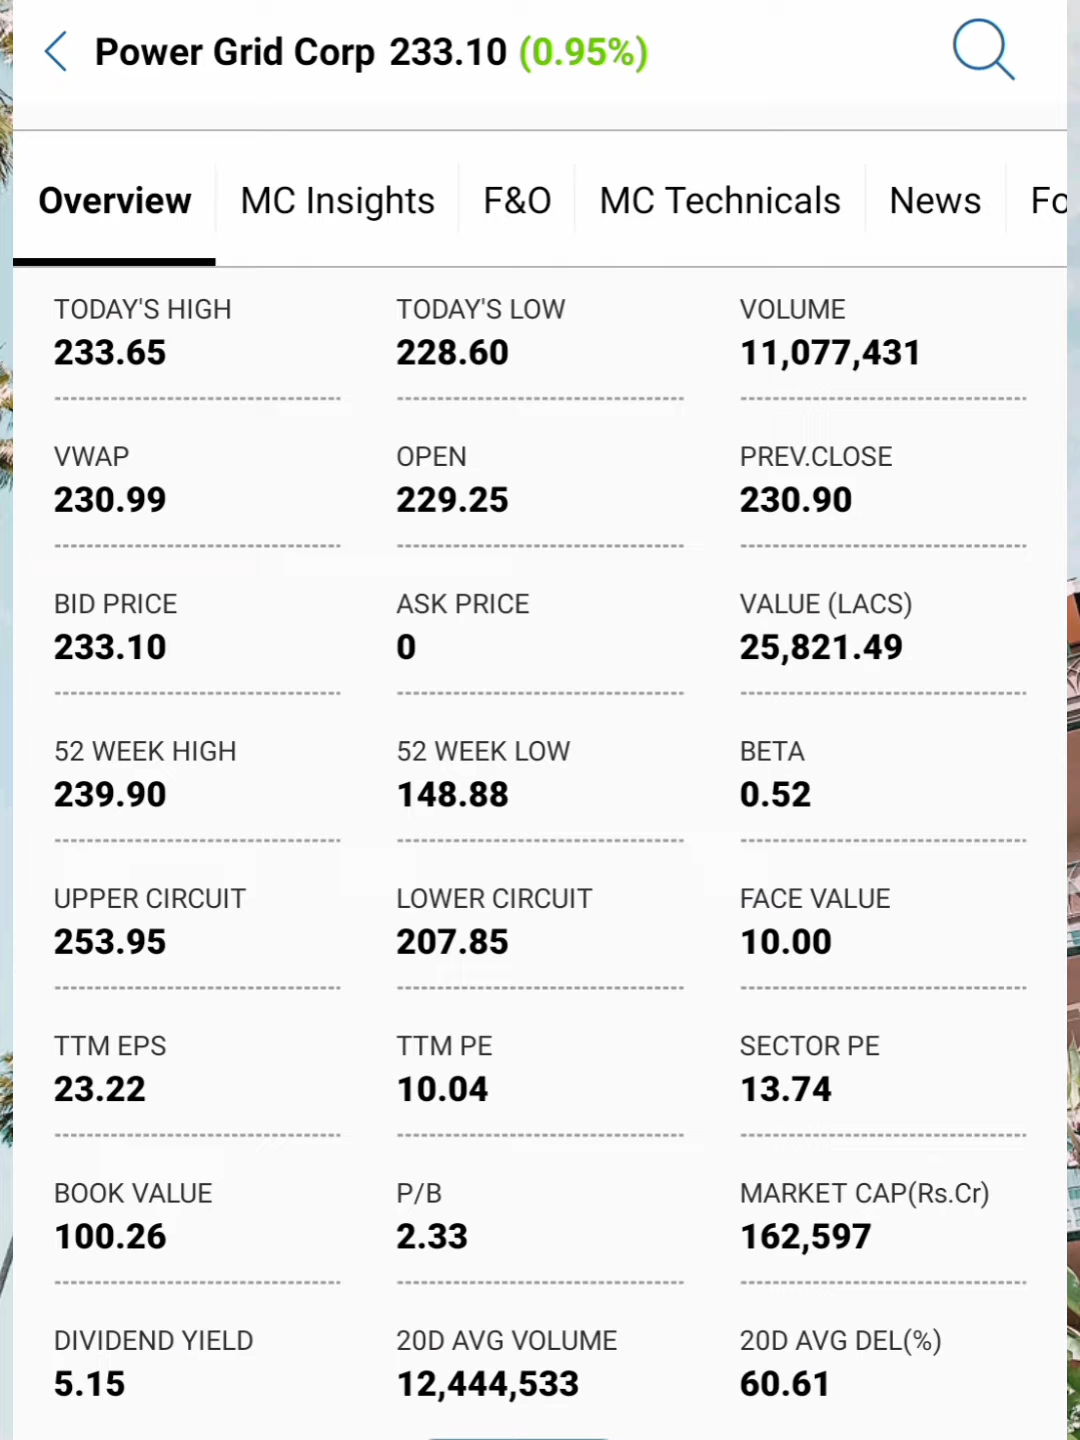 Power Grid Corp 233.10 (0.95%)
Overview MC Insights F&O MC Technicals News Fo
TODAY'S HIGH TODAY'S LOW VOLUME
233.65 228.60 11,077,431
VWAP OPEN PREV.CLOSE
230.99 229.25 230.90
BID PRICE ASK PRICE VALUE (LACS)
233.10 0 25,821.49
52 WEEK HIGH 52 WEEK LOW BETA
239.90 148.88 0.52
UPPER CIRCUIT LOWER CIRCUIT FACE VALUE
253.95 207.85 10.00
TTM EPS TTM PE SECTOR PE
23.22 10.04 13.74
BOOK VALUE P/B MARKET CAP(Rs.Cr)
100.26 2.33 162,597
DIVIDEND YIELD 20D AVG VOLUME 20D AVG DEL(%)
5.15 12,444,533 60.61